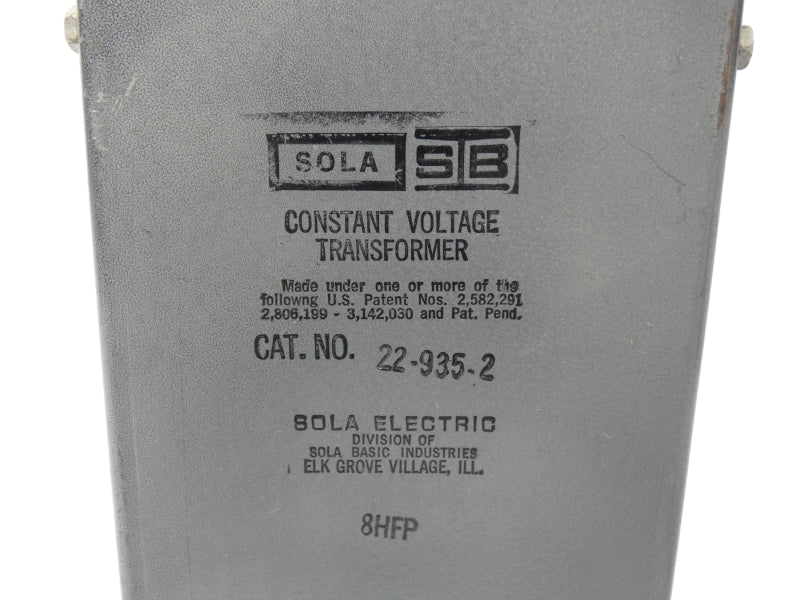 SOLA STB
CONSTANT VOLTAGE
TRANSFORMER
Made under one or more of the
followng U.S. Patent Nos. 2,582,291
2,806,199 - 3,142,030 and Pat. Pend.
CAT. NO. 22-935-2
SOLA ELECTRIC
DIVISION OF
SOLA BASIC INDUSTRIES
ELK GROVE VILLAGE, ILL.
8HFP